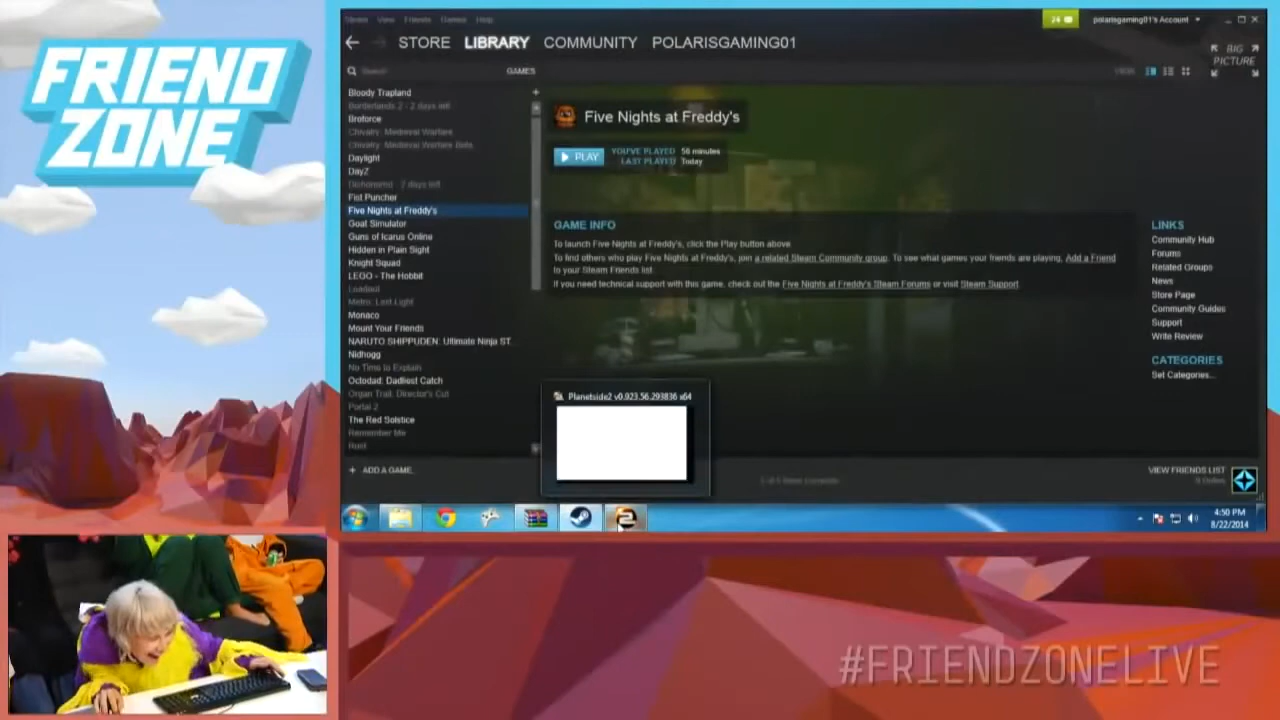 FRIEND
ZONE
Steam View Friends Games Help
24
polarisgaming01's Account
STORE LIBRARY COMMUNITY POLARISGAMING01
BIG
PICTURE
Search
GAMES
VIEW
Bloody Trapland
Borderlands 2 - 2 days left
Broforce
Chivalry: Medieval Warfare
Chivalry: Medieval Warfare Beta
Daylight
DayZ
Dishonored - 2 days left
Fist Puncher
Five Nights at Freddy's
Goat Simulator
Guns of Icarus Online
Hidden in Plain Sight
Knight Squad
LEGO - The Hobbit
Loadout
Metro: Last Light
Monaco
Mount Your Friends
NARUTO SHIPPUDEN: Ultimate Ninja ST
Nidhogg
No Time to Explain
Octodad: Dadliest Catch
Organ Trail: Director's Cut
Portal 2
The Red Solstice
Remember Me
Rust
+ ADD A GAME
Five Nights at Freddy's
PLAY
YOU'VE PLAYED 56 minutes
LAST PLAYED Today
GAME INFO
To launch Five Nights at Freddy's, click the Play button above
To find others who play Five Nights at Freddy's, join a related Steam Community group. To see what games your friends are playing, Add a Friend
to your Steam Friends list
If you need technical support with this game, check out the Five Nights at Freddy's Steam Forums or visit Steam Support
LINKS
Community Hub
Forums
Related Groups
News
Store Page
Community Guides
Support
Write Review
CATEGORIES
Set Categories...
Planetside2 v0.923.56.293836 x64
VIEW FRIENDS LIST
4:50 PM
8/22/2014
#FRIENDZONELIVE